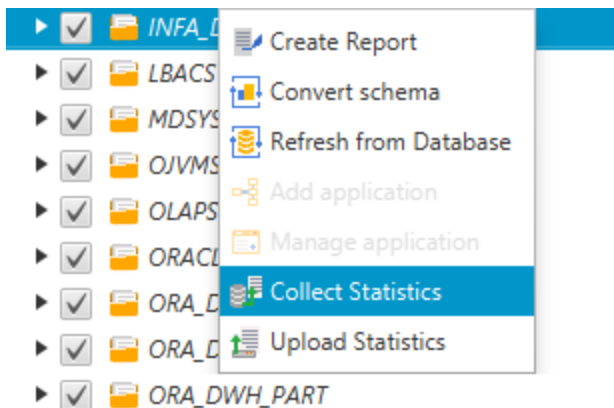 INFA_D
Create Report
LBACS
Convert schema
MDSYS
Refresh from Database
OJVMS
Add application
OLAPS
Manage application
ORACL
Collect Statistics
ORA_D
Upload Statistics
ORA_D
ORA_DWH_PART